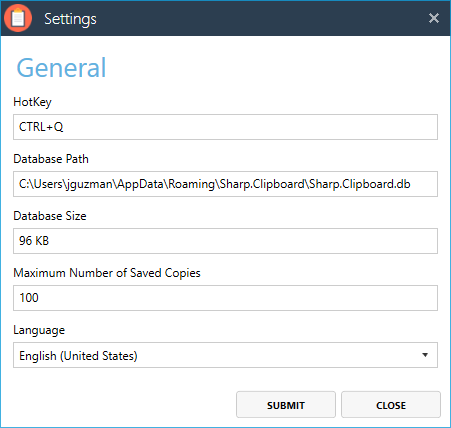 Settings
General
HotKey
CTRL+Q
Database Path
C:\Users\jguzman\AppData\Roaming\Sharp.Clipboard\Sharp.Clipboard.db
Database Size
96 KB
Maximum Number of Saved Copies
100
Language
English (United States)
SUBMIT CLOSE